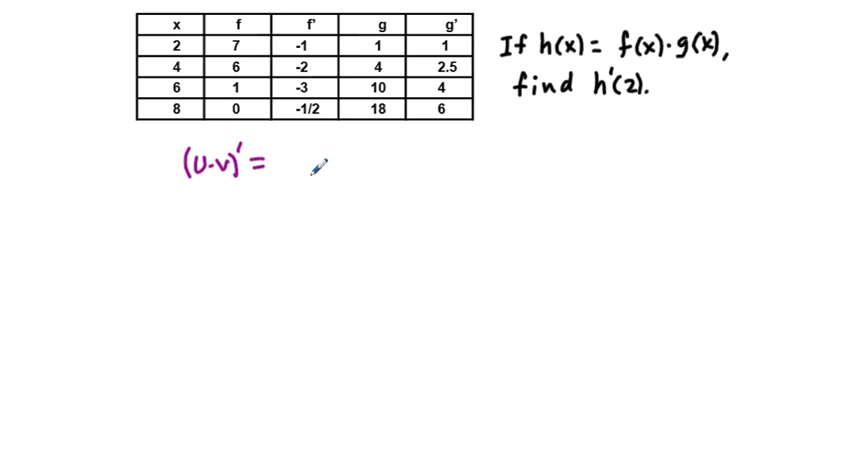 x f f' g g'
2 7 -1 1 1
4 6 -2 4 2.5
6 1 -3 10 4
8 0 -1/2 18 6
If h(x) = f(x)·g(x),
find h'(2).
(u·v)' =